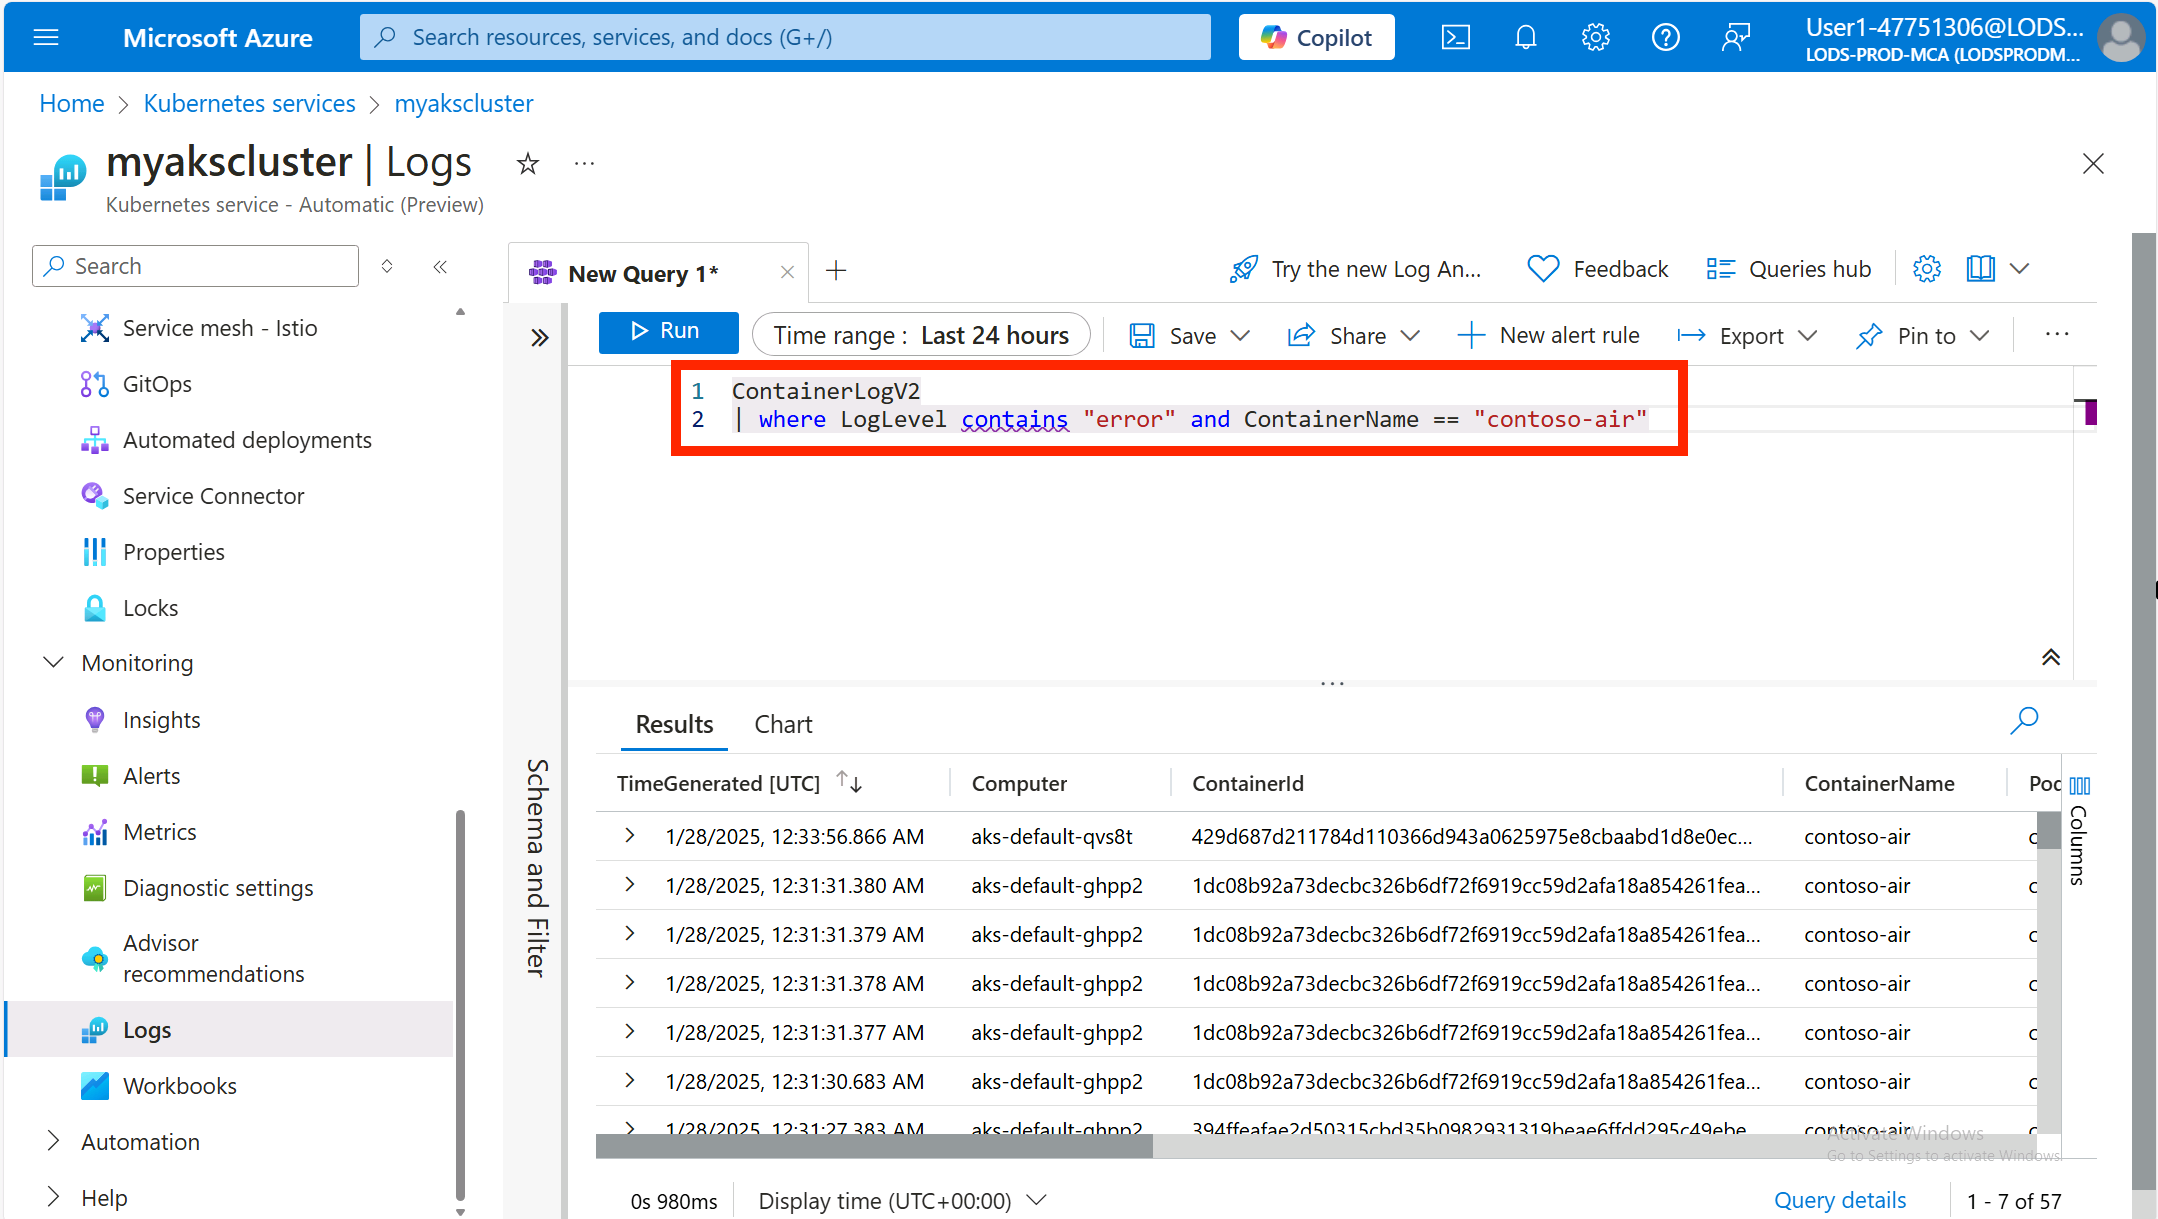 Microsoft Azure
Search resources, services, and docs (G+/)
Copilot
User1-47751306@LODS...
LODS-PROD-MCA (LODSPRODM...
Home > Kubernetes services > myakscluster
myakscluster | Logs
Kubernetes service - Automatic (Preview)
Search
Service mesh - Istio
GitOps
Automated deployments
Service Connector
Properties
Locks
Monitoring
Insights
Alerts
Metrics
Diagnostic settings
Advisor
recommendations
Logs
Workbooks
Automation
Help
New Query 1*
Try the new Log An...
Feedback
Queries hub
Run
Time range : Last 24 hours
Save
Share
New alert rule
Export
Pin to
1 ContainerLogV2
2 | where LogLevel contains "error" and ContainerName == "contoso-air"
Schema and Filter
Results
Chart
TimeGenerated [UTC] Computer ContainerId ContainerName
1/28/2025, 12:33:56.866 AM aks-default-qvs8t 429d687d211784d110366d943a0625975e8cbaabd1d8e0ec... contoso-air
1/28/2025, 12:31:31.380 AM aks-default-ghpp2 1dc08b92a73decbc326b6df72f6919cc59d2afa18a854261fea... contoso-air
1/28/2025, 12:31:31.379 AM aks-default-ghpp2 1dc08b92a73decbc326b6df72f6919cc59d2afa18a854261fea... contoso-air
1/28/2025, 12:31:31.378 AM aks-default-ghpp2 1dc08b92a73decbc326b6df72f6919cc59d2afa18a854261fea... contoso-air
1/28/2025, 12:31:31.377 AM aks-default-ghpp2 1dc08b92a73decbc326b6df72f6919cc59d2afa18a854261fea... contoso-air
1/28/2025, 12:31:30.683 AM aks-default-ghpp2 1dc08b92a73decbc326b6df72f6919cc59d2afa18a854261fea... contoso-air
1/28/2025, 12:31:27.383 AM aks-default-ghpp2 contoso-air
Columns
Activate Windows
Go to Settings to activate Windows.
0s 980ms
Display time (UTC+00:00)
Query details
1 - 7 of 57